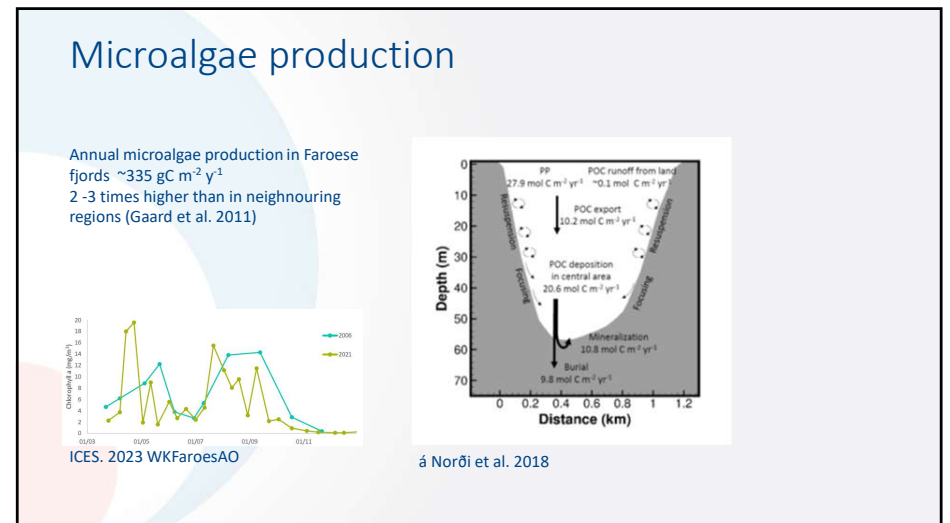 Microalgae production
Annual microalgae production in Faroese
fjords ~335 gC m-2 y-1
2 -3 times higher than in neighnouring
regions (Gaard et al. 2011)
20
18
16
14
12
10
8
6
4
2
0
Chlorophyll a (mg/m3)
01/03 01/05 01/07 01/09 01/11
2006
2021
ICES. 2023 WKFaroesAO
0
10
20
30
40
50
60
70
Depth (m)
PP
27.9 mol C m-2 yr-1
POC runoff from land
~0.1 mol C m-2 yr-1
POC export
10.2 mol C m-2 yr-1
Resuspension
Resuspension
POC deposition
in central area
20.6 mol C m-2 yr-1
Focusing
Focusing
Mineralization
10.8 mol C m-2 yr-1
Burial
9.8 mol C m-2 yr-1
0 0.2 0.4 0.6 0.8 1 1.2
Distance (km)
á Norði et al. 2018